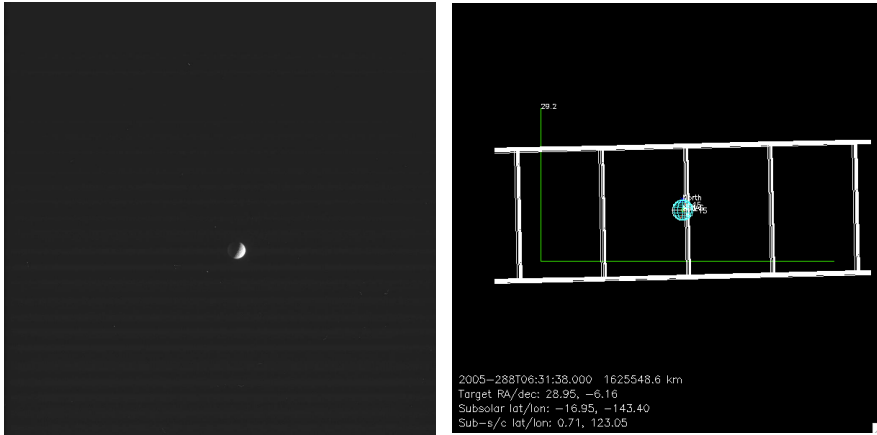 29.2
North
2005-288T06:31:38.000 1625548.6 km
Target RA/dec: 28.95, -6.16
Subsolar lat/lon: -16.95, -143.40
Sub-s/c lat/lon: 0.71, 123.05